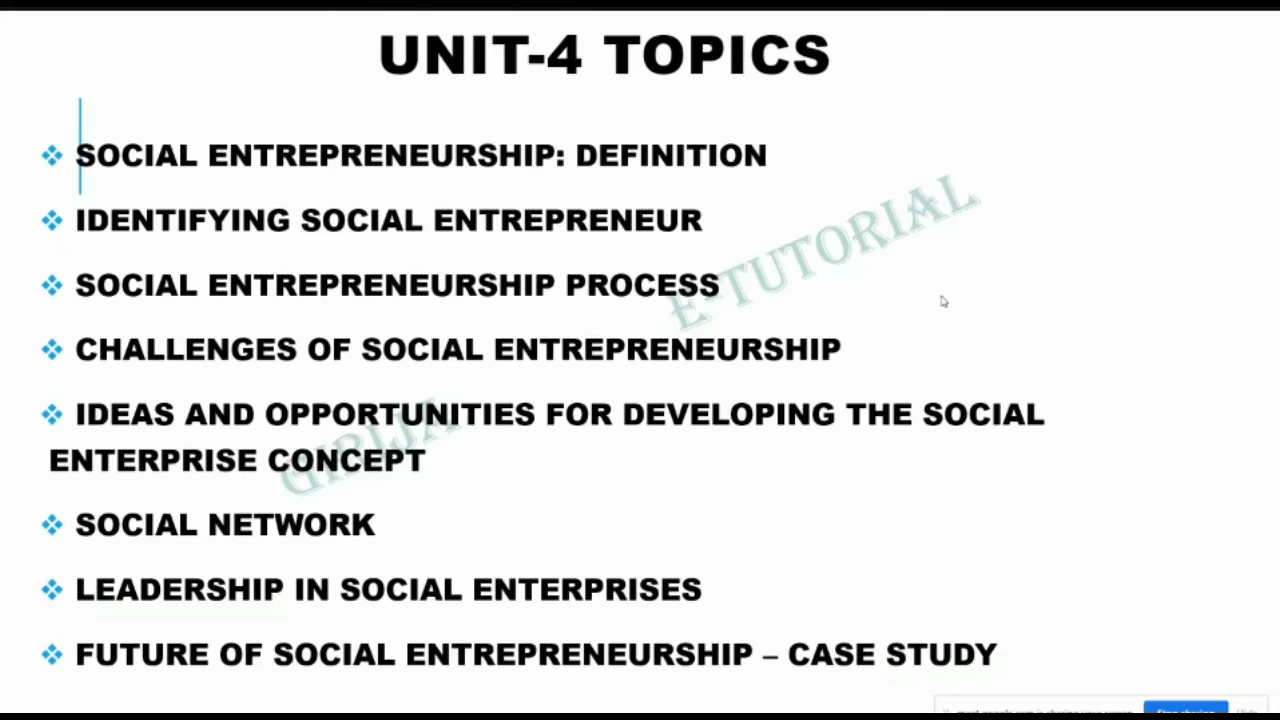 UNIT-4 TOPICS
SOCIAL ENTREPRENEURSHIP: DEFINITION
IDENTIFYING SOCIAL ENTREPRENEUR
SOCIAL ENTREPRENEURSHIP PROCESS
E-TUTORIAL
CHALLENGES OF SOCIAL ENTREPRENEURSHIP
IDEAS AND OPPORTUNITIES FOR DEVELOPING THE SOCIAL
ENTERPRISE CONCEPT
GIRIJA
SOCIAL NETWORK
LEADERSHIP IN SOCIAL ENTERPRISES
FUTURE OF SOCIAL ENTREPRENEURSHIP – CASE STUDY